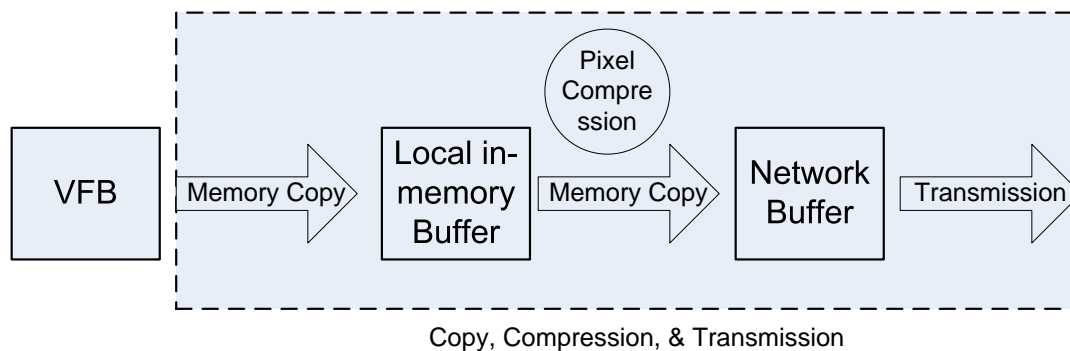 Pixel
Compre
ssion
VFB
Memory Copy
Local in-
memory
Buffer
Memory Copy
Network
Buffer
Transmission
Copy, Compression, & Transmission